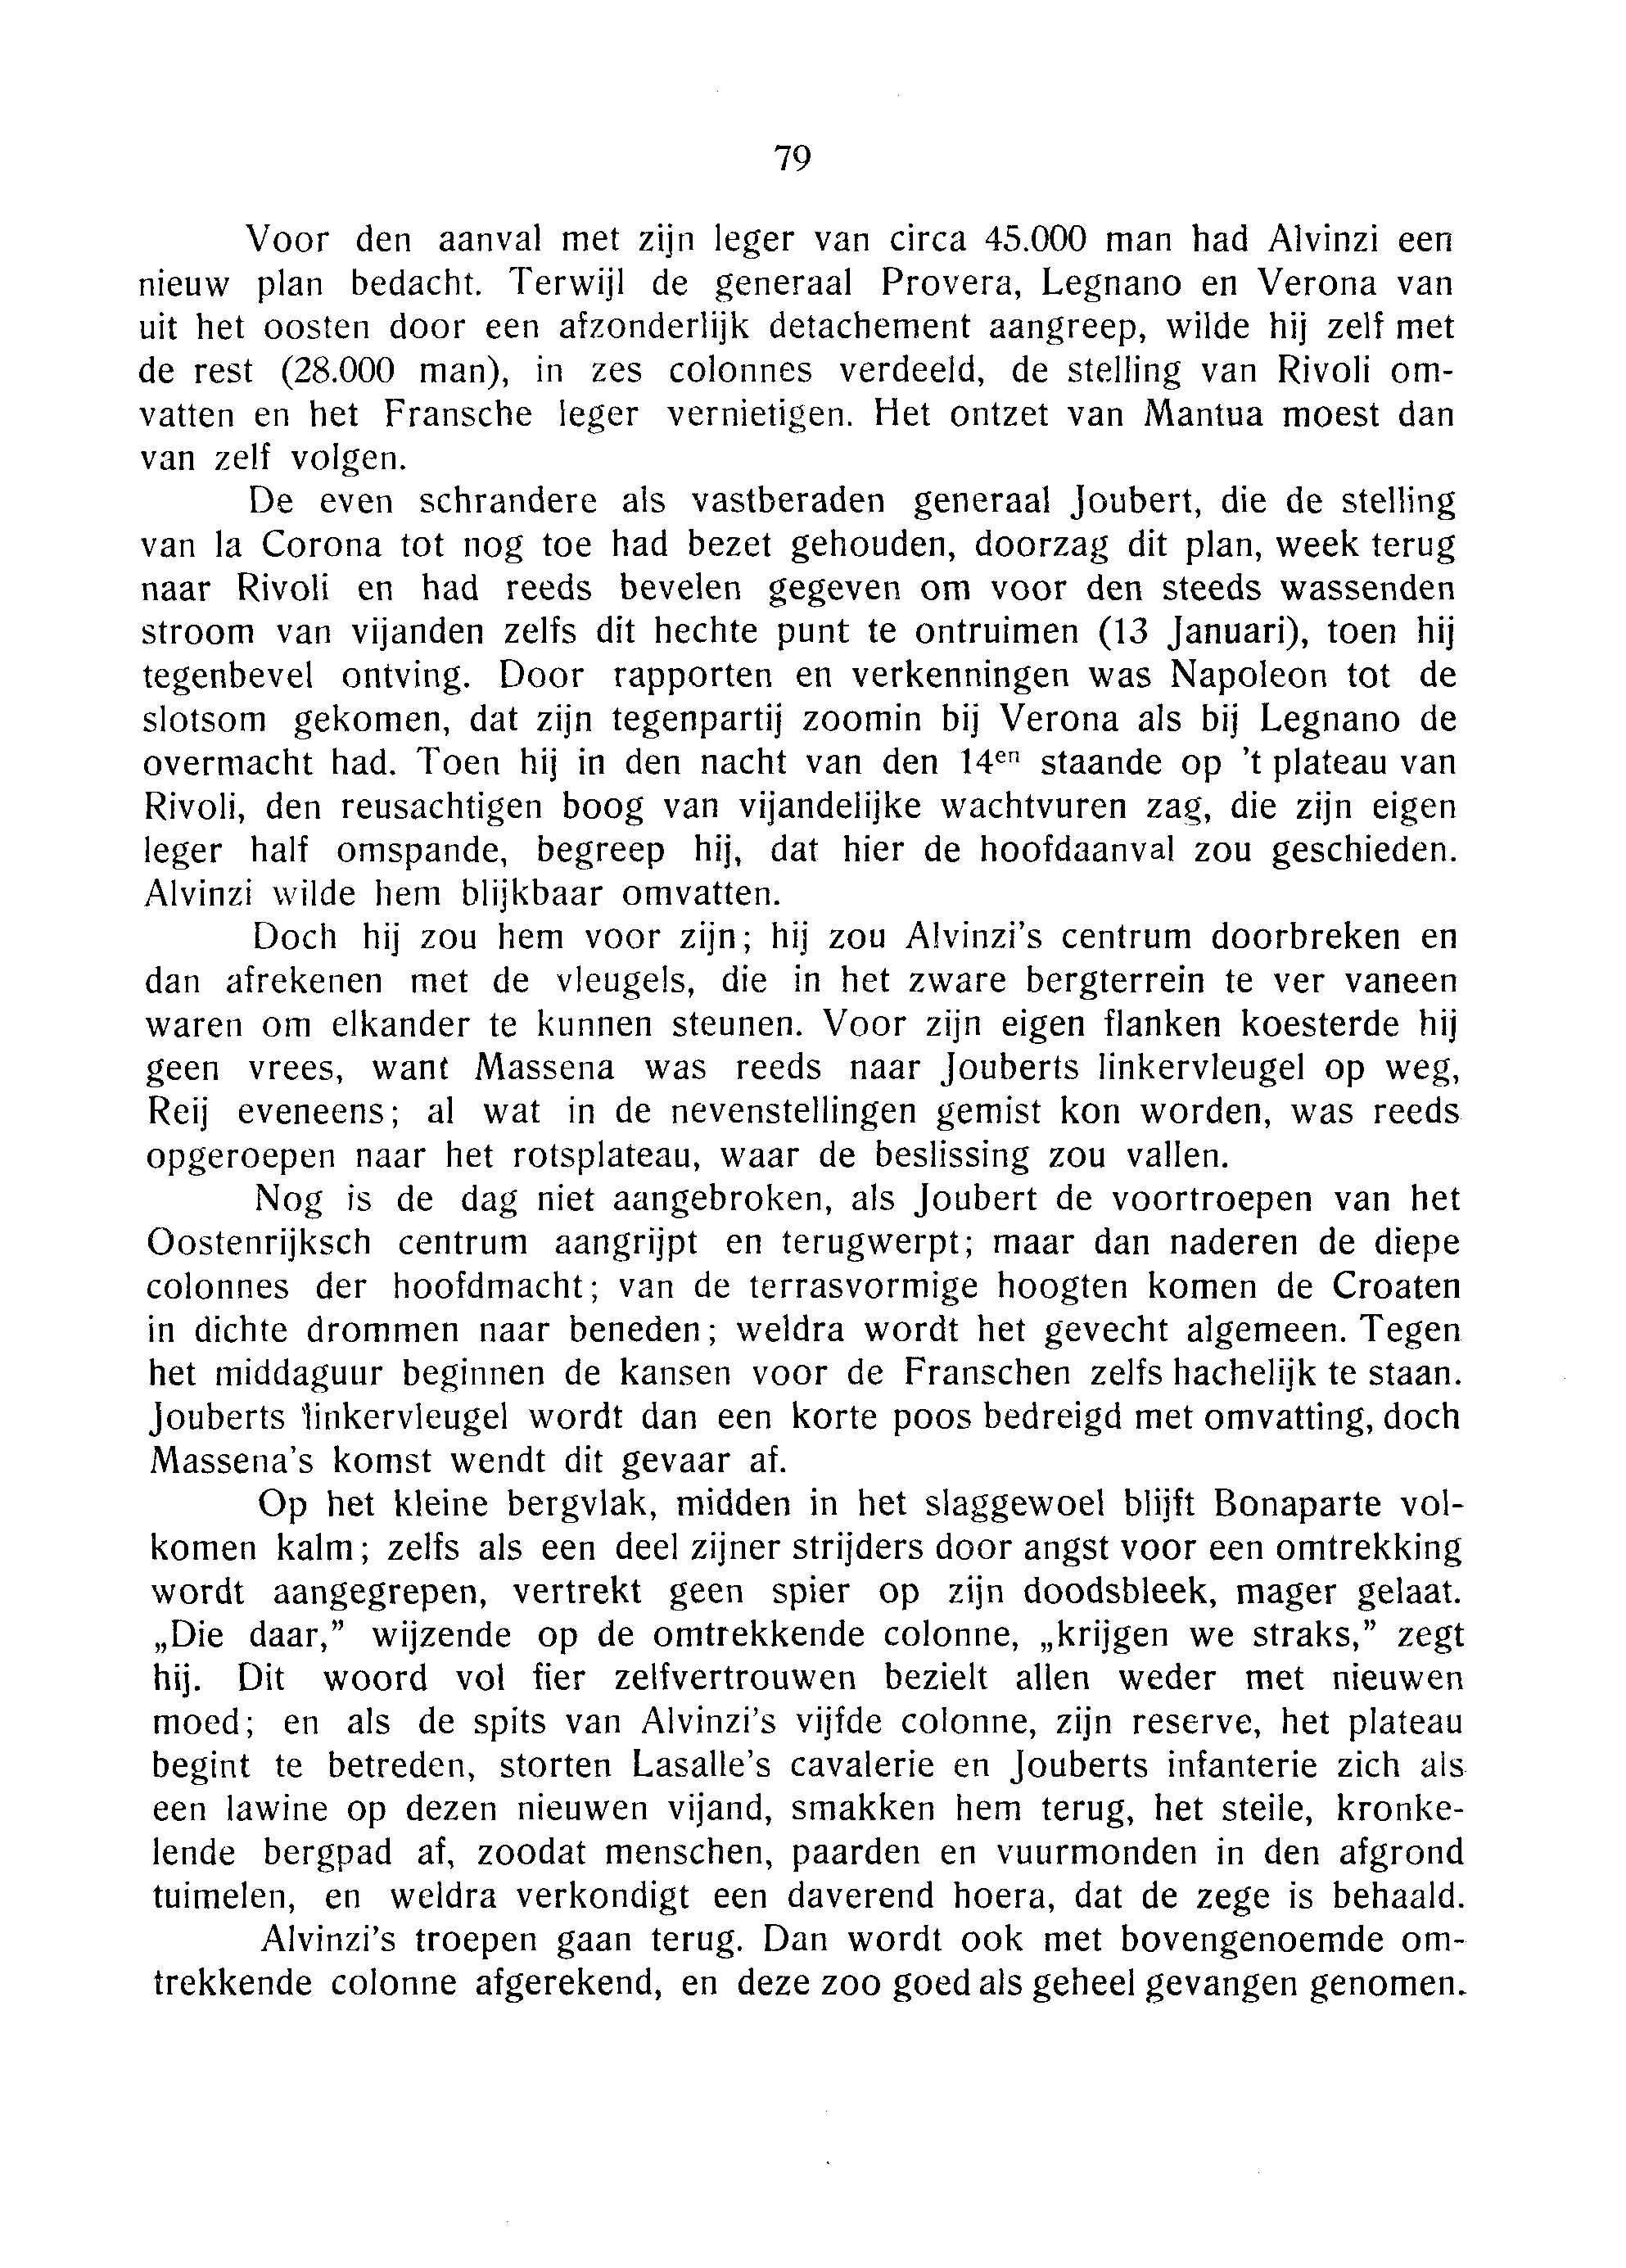 79
Voor den aanval met zijn leger van circa 45.000 man had Alvinzi een
nieuw plan bedacht. Terwijl de generaal Provera, Legnano en Verona van
uit het oosten door een afzonderlijk detachement aangreep, wilde hij zelf met
de rest (28.000 man), in zes colonnes verdeeld, de stelling van Rivoli om-
vatten en het Fransche leger vernietigen. Het ontzet van Mantua moest dan
van zelf volgen.
De even schrandere als vastberaden generaal Joubert, die de stelling
van la Corona tot nog toe had bezet gehouden, doorzag dit plan, week terug
naar Rivoli en had reeds bevelen gegeven om voor den steeds wassenden
stroom van vijanden zelfs dit hechte punt te ontruimen (13 Januari), toen hij
tegenbevel ontving. Door rapporten en verkenningen was Napoleon tot de
slotsom gekomen, dat zijn tegenpartij zoomin bij Verona als bij Legnano de
overmacht had. Toen hij in den nacht van den 14en staande op 't plateau van
Rivoli, den reusachtigen boog van vijandelijke wachtvuren zag, die zijn eigen
leger half omspande, begreep hij, dat hier de hoofdaanval zou geschieden.
Alvinzi wilde hem blijkbaar omvatten.
Doch hij zou hem voor zijn; hij zou Alvinzi's centrum doorbreken en
dan afrekenen met de vleugels, die in het zware bergterrein te ver vaneen
waren om elkander te kunnen steunen. Voor zijn eigen flanken koesterde hij
geen vrees, want Massena was reeds naar Jouberts linkervleugel op weg,
Reij eveneens; al wat in de nevenstellingen gemist kon worden, was reeds
opgeroepen naar het rotsplateau, waar de beslissing zou vallen.
Nog is de dag niet aangebroken, als Joubert de voortroepen van het
Oostenrijksch centrum aangrijpt en terugwerpt; maar dan naderen de diepe
colonnes der hoofdmacht; van de terrasvormige hoogten komen de Croaten
in dichte drommen naar beneden; weldra wordt het gevecht algemeen. Tegen
het middaguur beginnen de kansen voor de Franschen zelfs hachelijk te staan.
Jouberts linkervleugel wordt dan een korte poos bedreigd met omvatting, doch
Massena's komst wendt dit gevaar af.
Op het kleine bergvlak, midden in het slaggewoel blijft Bonaparte vol-
komen kalm; zelfs als een deel zijner strijders door angst voor een omtrekking
wordt aangegrepen, vertrekt geen spier op zijn doodsbleek, mager gelaat.
„Die daar,” wijzende op de omtrekkende colonne, „krijgen we straks,” zegt
hij. Dit woord vol fier zelfvertrouwen bezielt allen weder met nieuwen
moed; en als de spits van Alvinzi's vijfde colonne, zijn reserve, het plateau
begint te betreden, storten Lasalle's cavalerie en Jouberts infanterie zich als
een lawine op dezen nieuwen vijand, smakken hem terug, het steile, kronke-
lende bergpad af, zoodat menschen, paarden en vuurmonden in den afgrond
tuimelen, en weldra verkondigt een daverend hoera, dat de zege is behaald.
Alvinzi's troepen gaan terug. Dan wordt ook met bovengenoemde om-
trekkende colonne afgerekend, en deze zoo goed als geheel gevangen genomen.